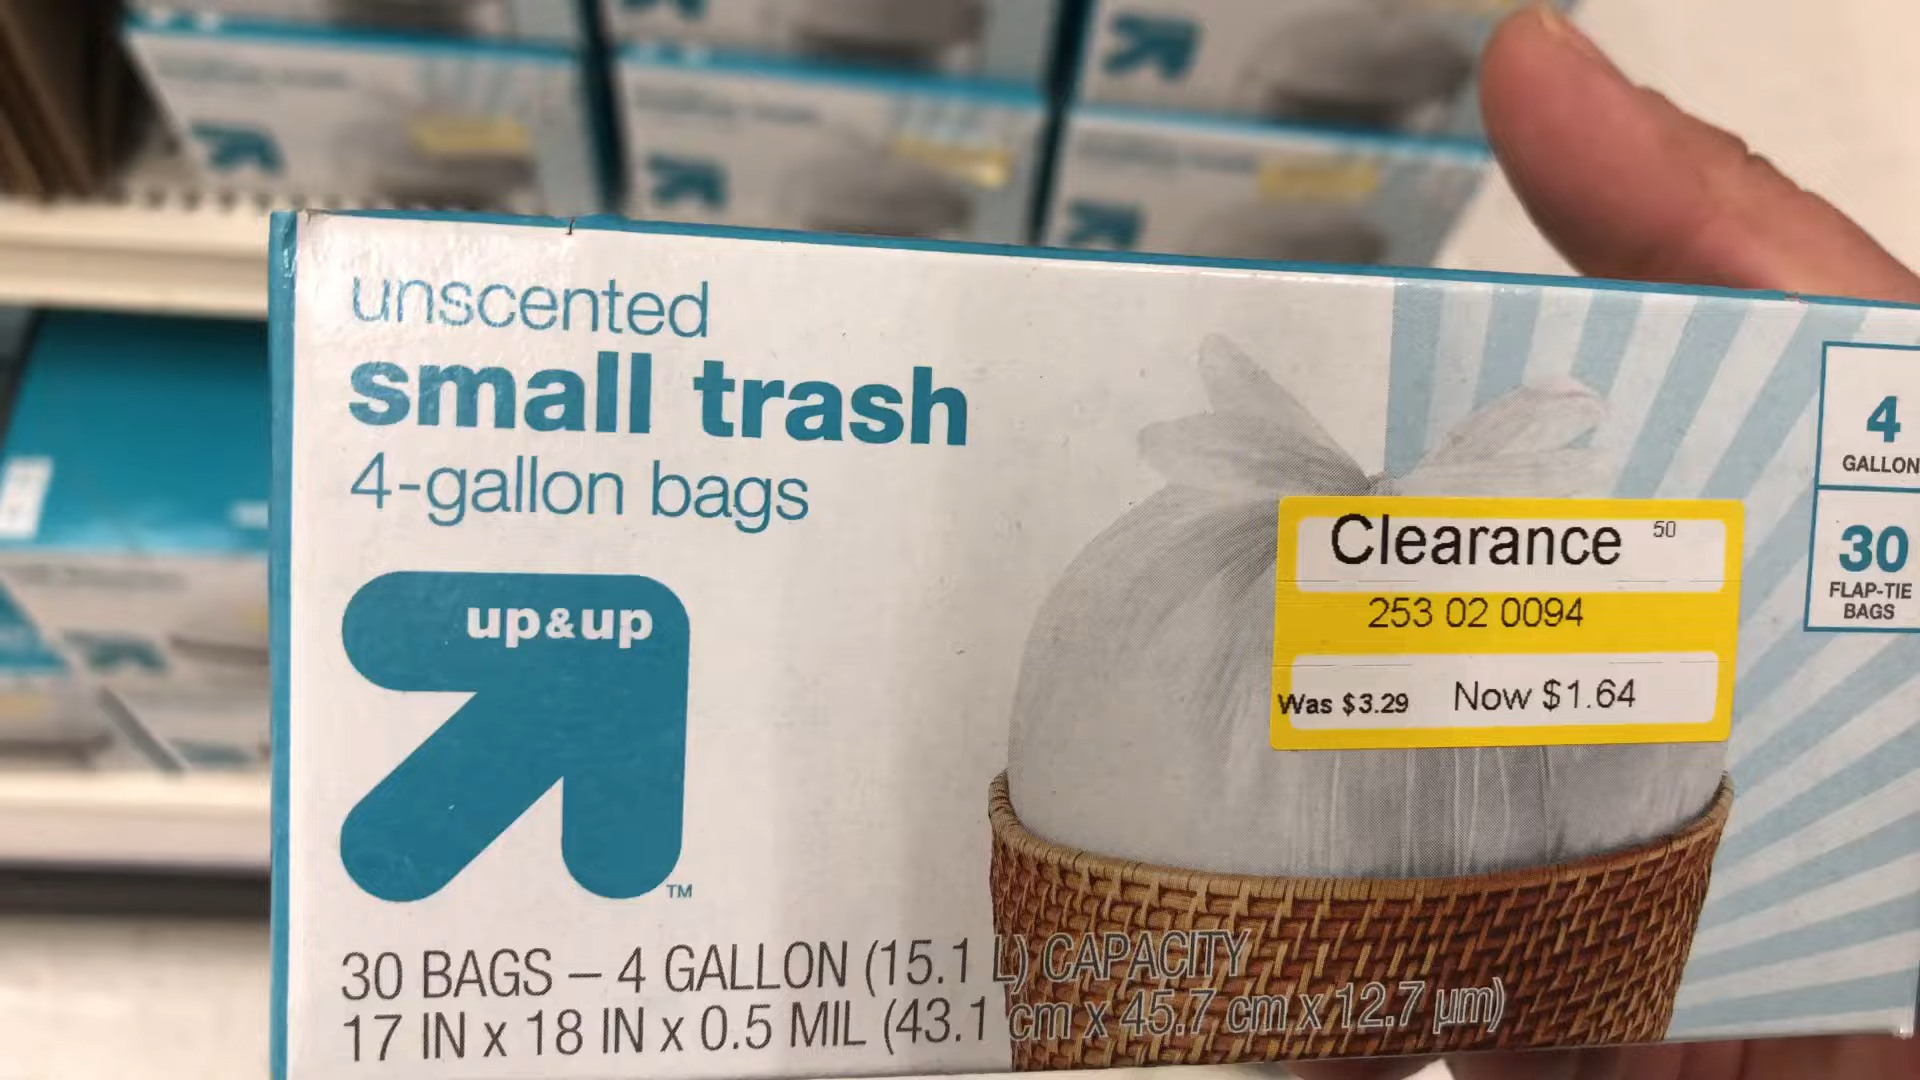 unscented
small trash
4-gallon bags
up&up
TM
30 BAGS – 4 GALLON (15.1 L) CAPACITY
17 IN x 18 IN x 0.5 MIL (43.1 cm x 45.7 cm x 12.7 µm)
Clearance 50
253 02 0094
Was $3.29 Now $1.64
4
GALLON
30
FLAP-TIE
BAGS